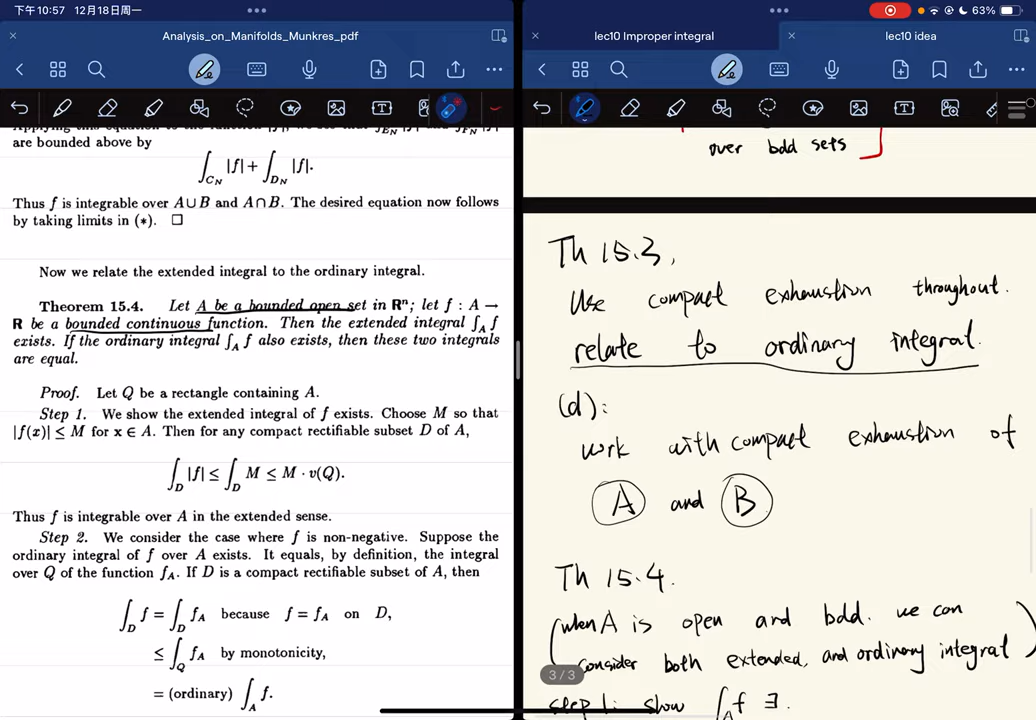 下午10:57 12月18日周一
63%
Analysis_on_Manifolds_Munkres_pdf
are bounded above by
∫_{C_N} |f| + ∫_{D_N} |f|.
Thus f is integrable over A ∪ B and A ∩ B. The desired equation now follows
by taking limits in (*). □
Now we relate the extended integral to the ordinary integral.
Theorem 15.4. Let A be a bounded open set in Rⁿ; let f : A →
R be a bounded continuous function. Then the extended integral ∫_A f
exists. If the ordinary integral ∫_A f also exists, then these two integrals
are equal.
Proof. Let Q be a rectangle containing A.
Step 1. We show the extended integral of f exists. Choose M so that
|f(x)| ≤ M for x ∈ A. Then for any compact rectifiable subset D of A,
∫_D |f| ≤ ∫_D M ≤ M · v(Q).
Thus f is integrable over A in the extended sense.
Step 2. We consider the case where f is non-negative. Suppose the
ordinary integral of f over A exists. It equals, by definition, the integral
over Q of the function f_A. If D is a compact rectifiable subset of A, then
∫_D f = ∫_D f_A because f = f_A on D,
≤ ∫_Q f_A by monotonicity,
= (ordinary) ∫_A f.
lec10 Improper integral
lec10 idea
over bdd sets
Th 15.3,
Use compact exhaustion throughout.
relate to ordinary integral.
(d):
work with compact exhaustion of
A and B
Th 15.4.
(when A is open and bdd. we can
consider both extended, and ordinary integral)
3/3
step 1: show ∫_A f ∃.